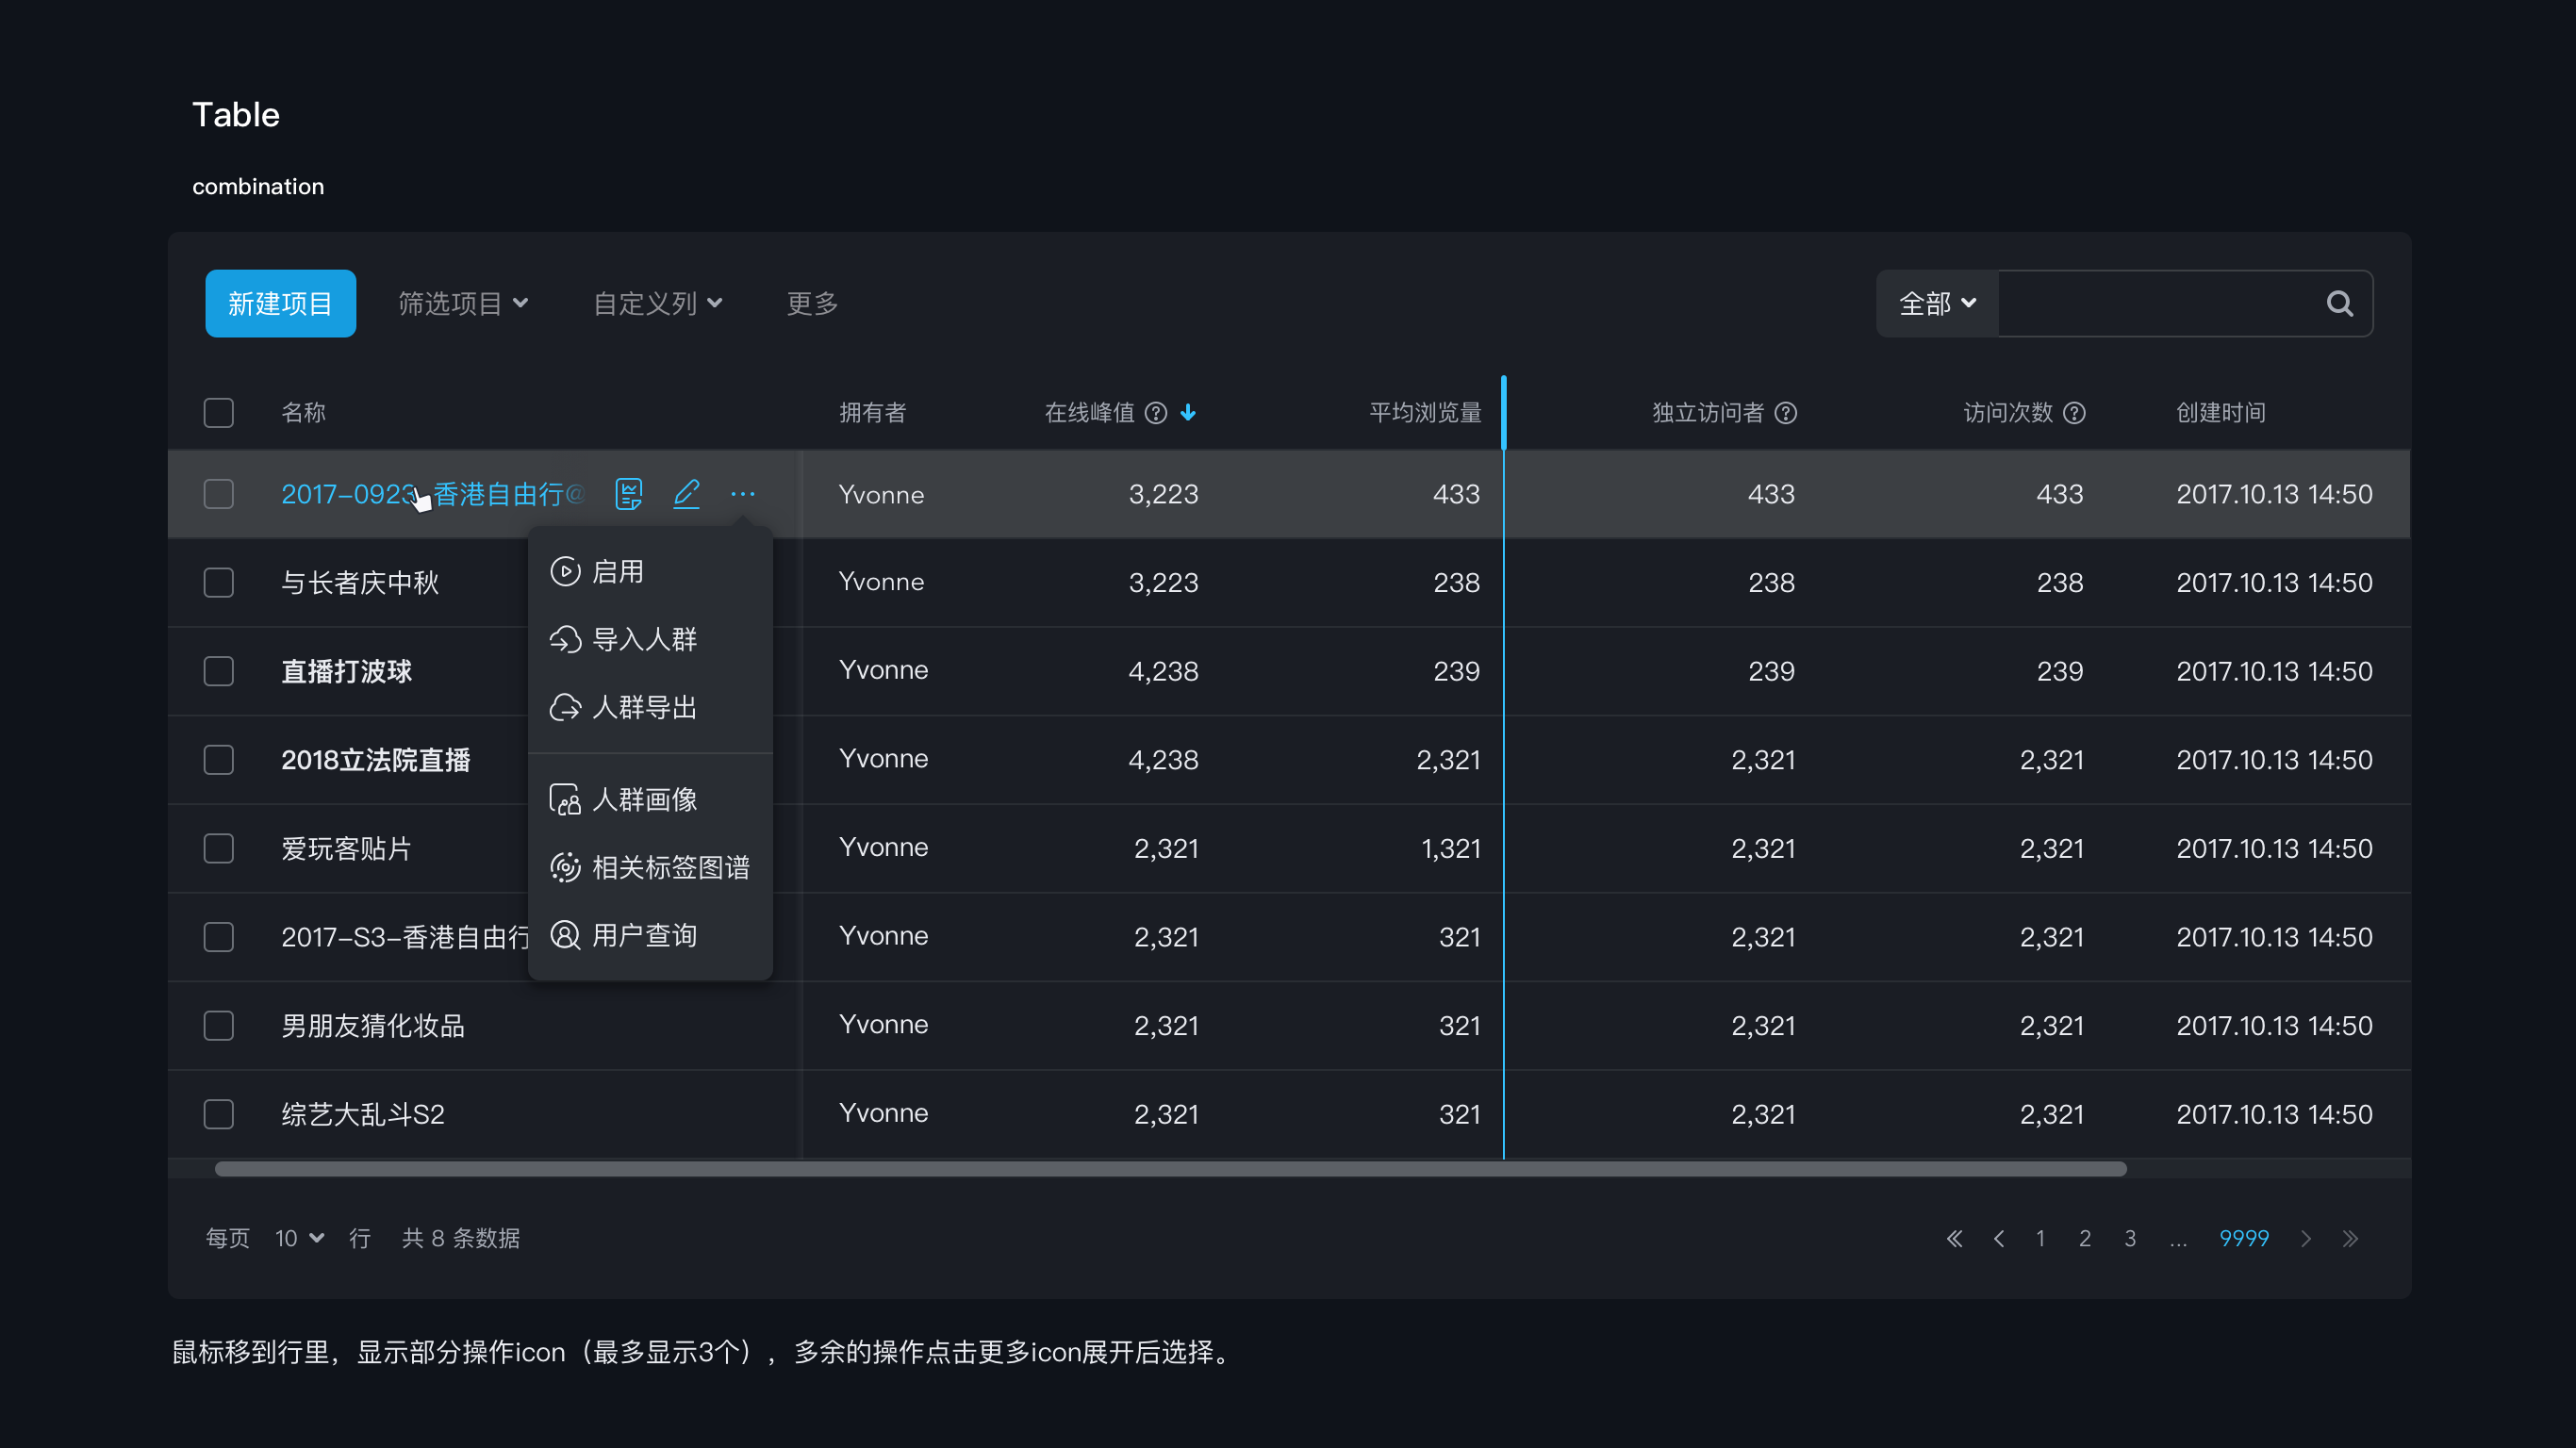 Table
combination
新建项目 筛选项目 自定义列 更多 全部
名称 拥有者 在线峰值 平均浏览量 独立访问者 访问次数 创建时间
2017-0923 香港自由行@ Yvonne 3,223 433 433 433 2017.10.13 14:50
与长者庆中秋 Yvonne 3,223 238 238 238 2017.10.13 14:50
直播打波球 Yvonne 4,238 239 239 239 2017.10.13 14:50
2018立法院直播 Yvonne 4,238 2,321 2,321 2,321 2017.10.13 14:50
爱玩客贴片 Yvonne 2,321 1,321 2,321 2,321 2017.10.13 14:50
2017-S3-香港自由行 Yvonne 2,321 321 2,321 2,321 2017.10.13 14:50
男朋友猜化妆品 Yvonne 2,321 321 2,321 2,321 2017.10.13 14:50
综艺大乱斗S2 Yvonne 2,321 321 2,321 2,321 2017.10.13 14:50
启用
导入人群
人群导出
人群画像
相关标签图谱
用户查询
每页 10 行 共 8 条数据 1 2 3 ... 9999
鼠标移到行里，显示部分操作icon（最多显示3个），多余的操作点击更多icon展开后选择。